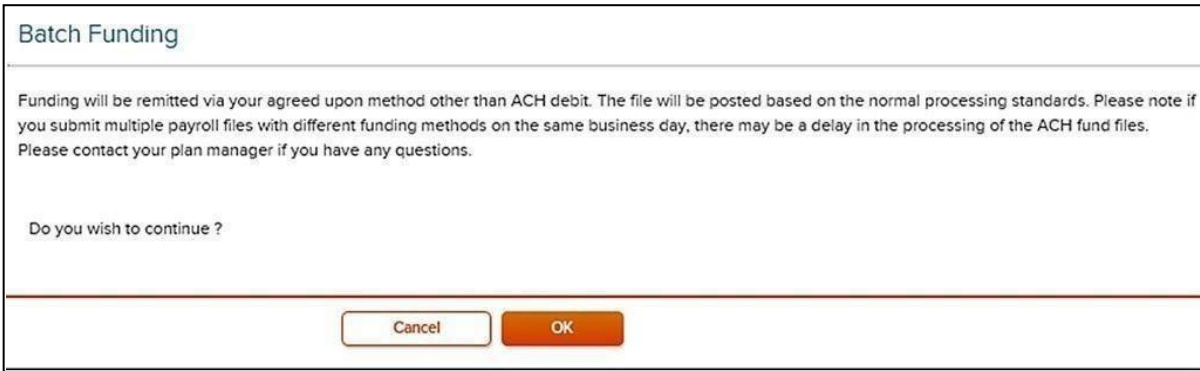 Batch Funding
Funding will be remitted via your agreed upon method other than ACH debit. The file will be posted based on the normal processing standards. Please note if
you submit multiple payroll files with different funding methods on the same business day, there may be a delay in the processing of the ACH fund files.
Please contact your plan manager if you have any questions.
Do you wish to continue ?
Cancel OK